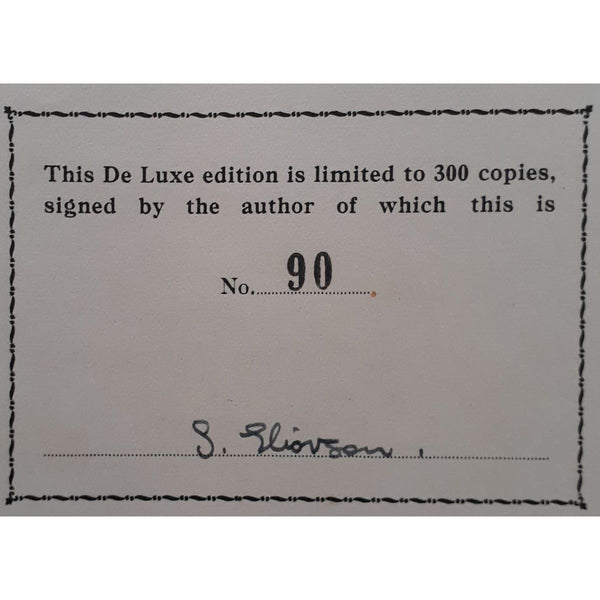 This De Luxe edition is limited to 300 copies,
signed by the author of which this is
No. 90
S. Eliovson.